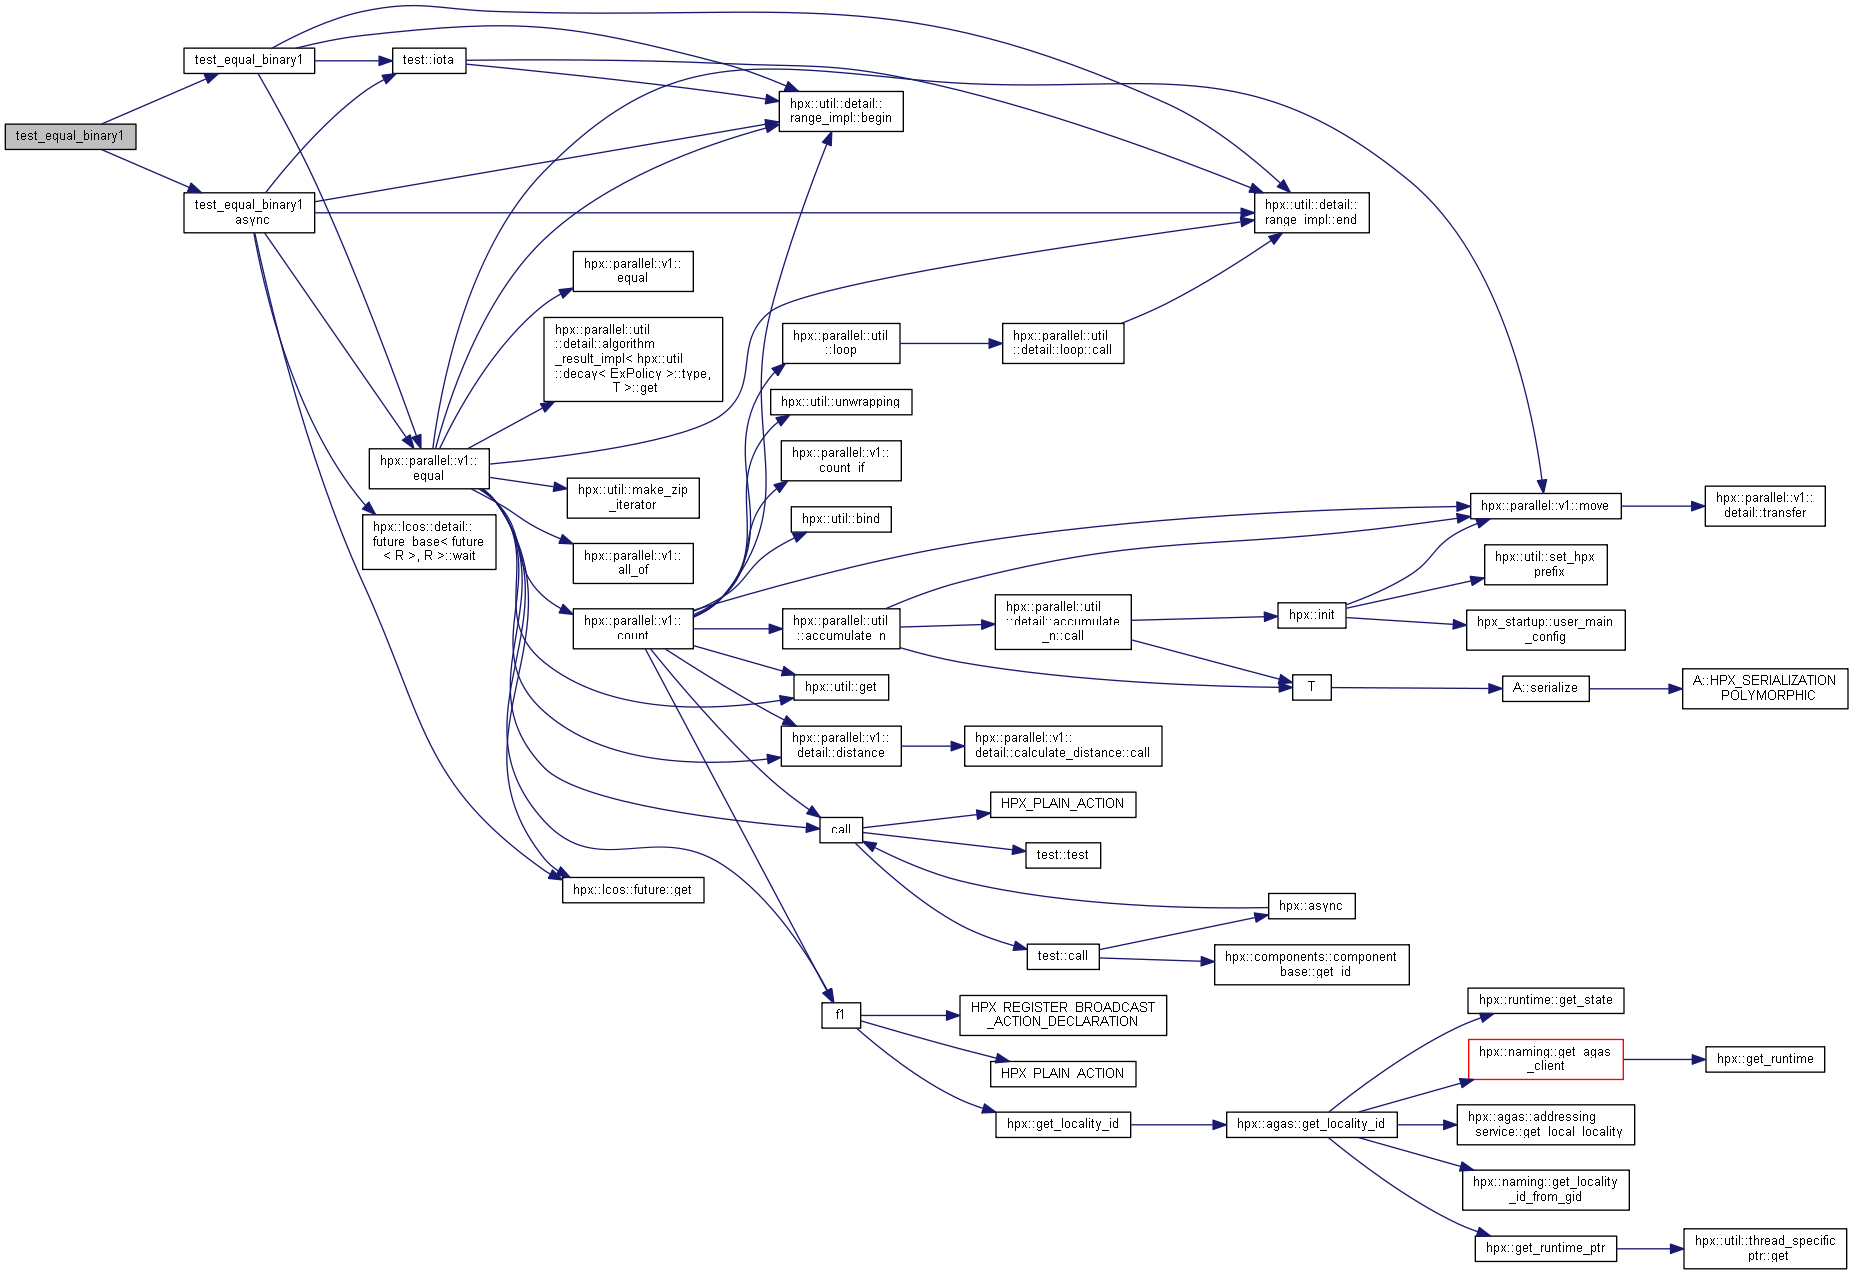 test_equal_binary1
test_equal_binary1
test_equal_binary1
_async
test::iota
hpx::parallel::v1::
equal
hpx::lcos::detail::
future_base< future
< R >, R >::wait
hpx::util::detail::
range_impl::begin
hpx::parallel::v1::
equal
hpx::parallel::util
::detail::algorithm
_result_impl< hpx::util
::decay< ExPolicy >::type,
T >::get
hpx::util::make_zip
_iterator
hpx::parallel::v1::
all_of
hpx::parallel::v1::
count
hpx::lcos::future::get
hpx::parallel::util
::loop
hpx::util::unwrapping
hpx::parallel::v1::
count_if
hpx::util::bind
hpx::parallel::util
::accumulate_n
hpx::util::get
hpx::parallel::v1::
detail::distance
call
f1
hpx::util::detail::
range_impl::end
hpx::parallel::util
::detail::loop::call
hpx::parallel::util
::detail::accumulate
_n::call
hpx::parallel::v1::
detail::calculate_distance::call
HPX_PLAIN_ACTION
test::test
test::call
HPX_REGISTER_BROADCAST
_ACTION_DECLARATION
HPX_PLAIN_ACTION
hpx::get_locality_id
hpx::init
T
hpx::async
hpx::components::component
_base::get_id
hpx::agas::get_locality_id
hpx::parallel::v1::move
hpx::util::set_hpx
_prefix
hpx_startup::user_main
_config
A::serialize
hpx::runtime::get_state
hpx::naming::get_agas
_client
hpx::agas::addressing
_service::get_local_locality
hpx::naming::get_locality
_id_from_gid
hpx::get_runtime_ptr
hpx::parallel::v1::
detail::transfer
A::HPX_SERIALIZATION
_POLYMORPHIC
hpx::get_runtime
hpx::util::thread_specific
_ptr::get